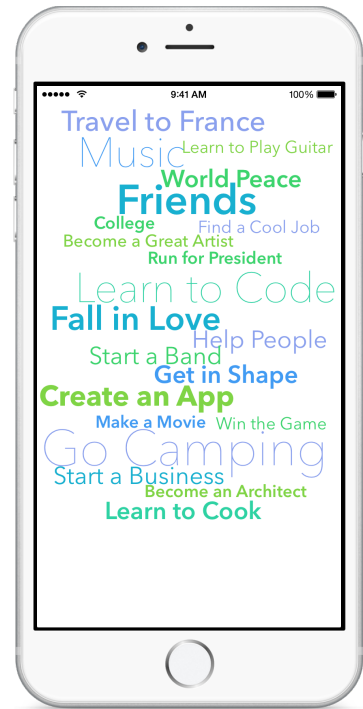 9:41 AM 100%
Travel to France
Music
Learn to Play Guitar
World Peace
Friends
College
Find a Cool Job
Become a Great Artist
Run for President
Learn to Code
Fall in Love
Help People
Start a Band
Get in Shape
Create an App
Make a Movie
Win the Game
Go Camping
Start a Business
Become an Architect
Learn to Cook